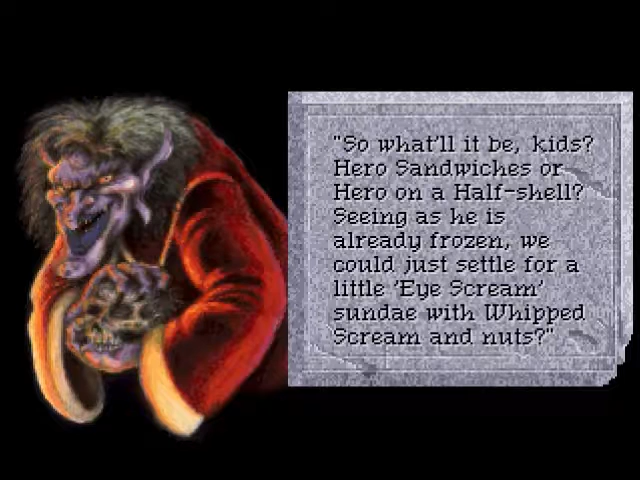 "So what'll it be, kids?
Hero Sandwiches or
Hero on a Half-shell?
Seeing as he is
already frozen, we
could just settle for a
little 'Eye Scream'
sundae with Whipped
Scream and nuts?"